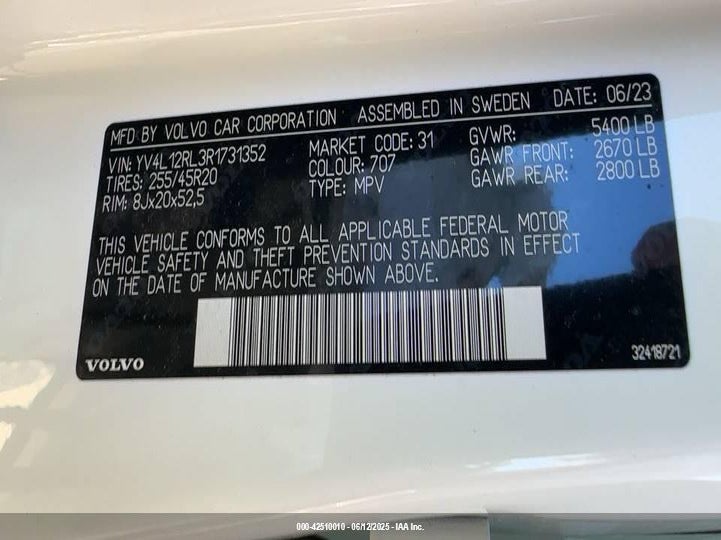 MFD BY VOLVO CAR CORPORATION ASSEMBLED IN SWEDEN DATE: 06/23
VIN: YV4L12RL3R1731352 MARKET CODE: 31 GVWR: 5400 LB
TIRES: 255/45R20 COLOUR: 707 GAWR FRONT: 2670 LB
RIM: 8Jx20x52,5 TYPE: MPV GAWR REAR: 2800 LB
THIS VEHICLE CONFORMS TO ALL APPLICABLE FEDERAL MOTOR
VEHICLE SAFETY AND THEFT PREVENTION STANDARDS IN EFFECT
ON THE DATE OF MANUFACTURE SHOWN ABOVE.
VOLVO 32418721
000-42510010 - 06/12/2025 - IAA Inc.